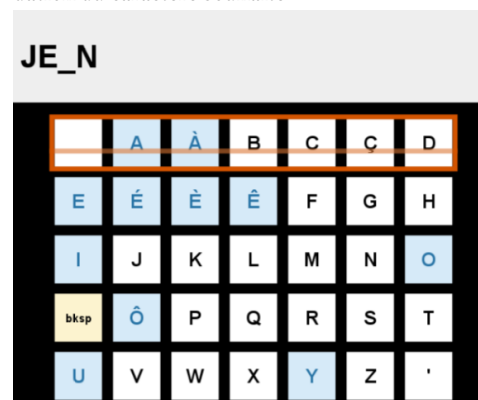 JE_N
A À B C Ç D
E É È Ê F G H
I J K L M N O
bksp Ô P Q R S T
U V W X Y Z '